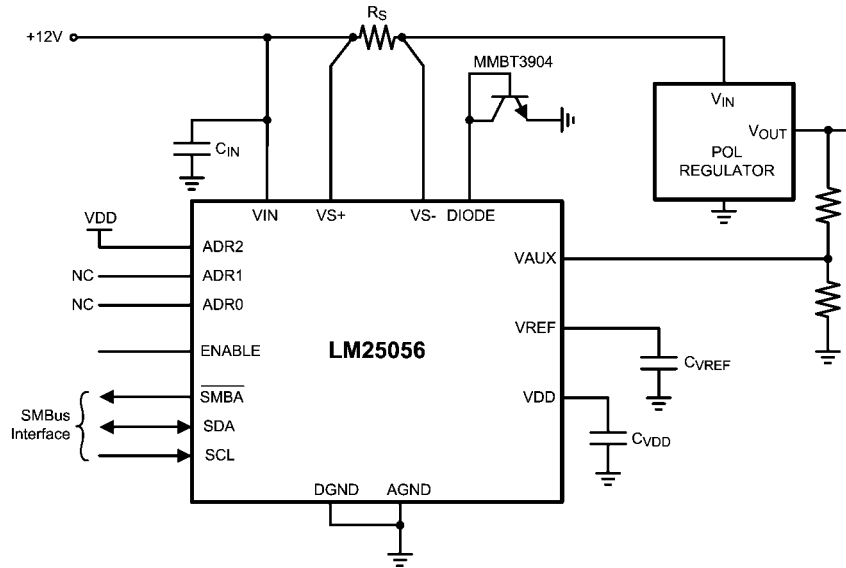 +12V
RS
MMBT3904
VIN
VOUT
POL
REGULATOR
CIN
VDD
VIN
VS+
VS-
DIODE
ADR2
NC
ADR1
NC
ADR0
ENABLE
SMBA
SDA
SCL
SMBus
Interface
LM25056
VAUX
VREF
CVREF
VDD
CVDD
DGND
AGND